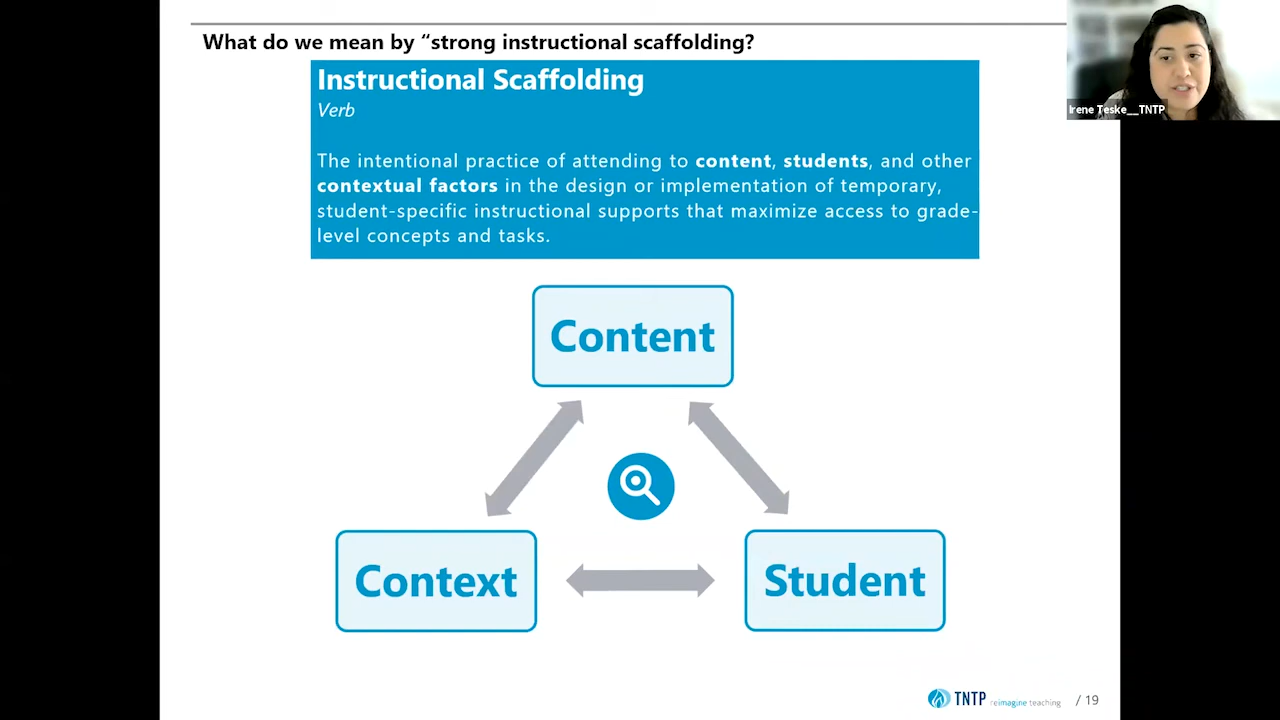 What do we mean by “strong instructional scaffolding?
Instructional Scaffolding
Verb
The intentional practice of attending to content, students, and other
contextual factors in the design or implementation of temporary,
student-specific instructional supports that maximize access to grade-
level concepts and tasks.
Irene Teske__TNTP
Content
Context
Student
TNTP reimagine teaching / 19